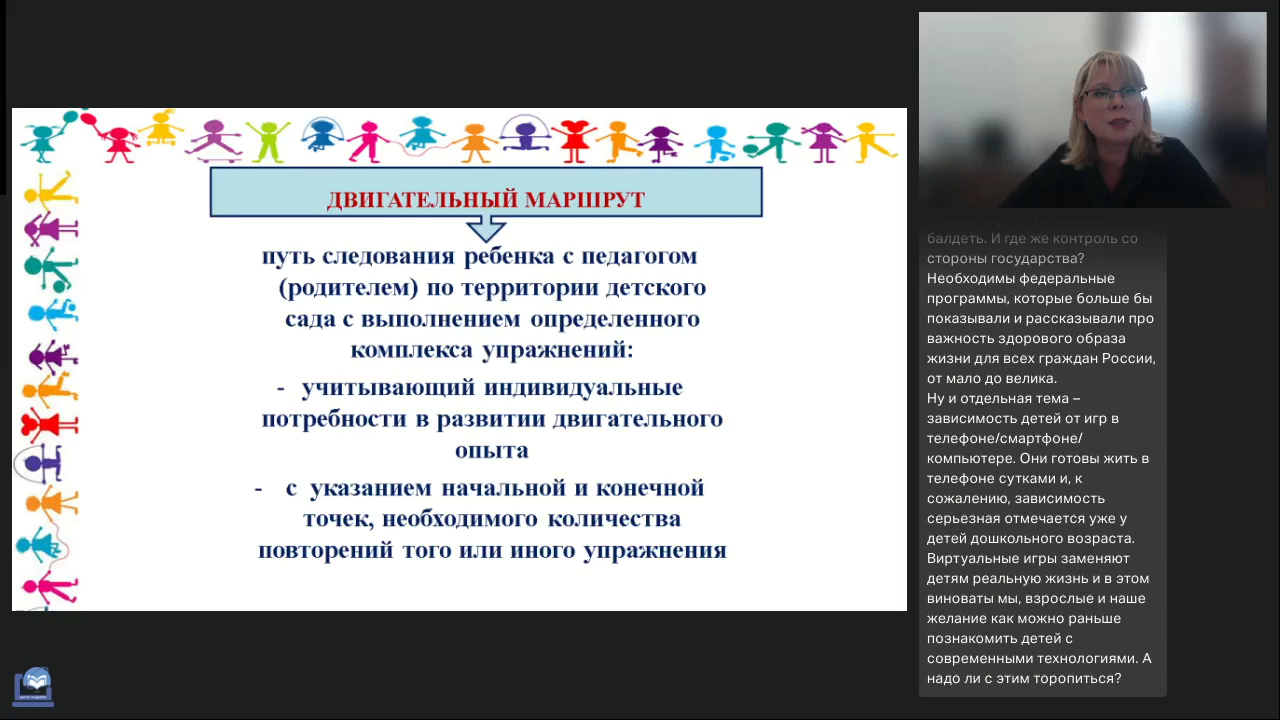 ДВИГАТЕЛЬНЫЙ МАРШРУТ
путь следования ребенка с педагогом
(родителем) по территории детского
сада с выполнением определенного
комплекса упражнений:
- учитывающий индивидуальные
потребности в развитии двигательного
опыта
- с указанием начальной и конечной
точек, необходимого количества
повторений того или иного упражнения
балдеть. И где же контроль со
стороны государства?
Необходимы федеральные
программы, которые больше бы
показывали и рассказывали про
важность здорового образа
жизни для всех граждан России,
от мало до велика.
Ну и отдельная тема –
зависимость детей от игр в
телефоне/смартфоне/
компьютере. Они готовы жить в
телефоне сутками и, к
сожалению, зависимость
серьезная отмечается уже у
детей дошкольного возраста.
Виртуальные игры заменяют
детям реальную жизнь и в этом
виноваты мы, взрослые и наше
желание как можно раньше
познакомить детей с
современными технологиями. А
надо ли с этим торопиться?